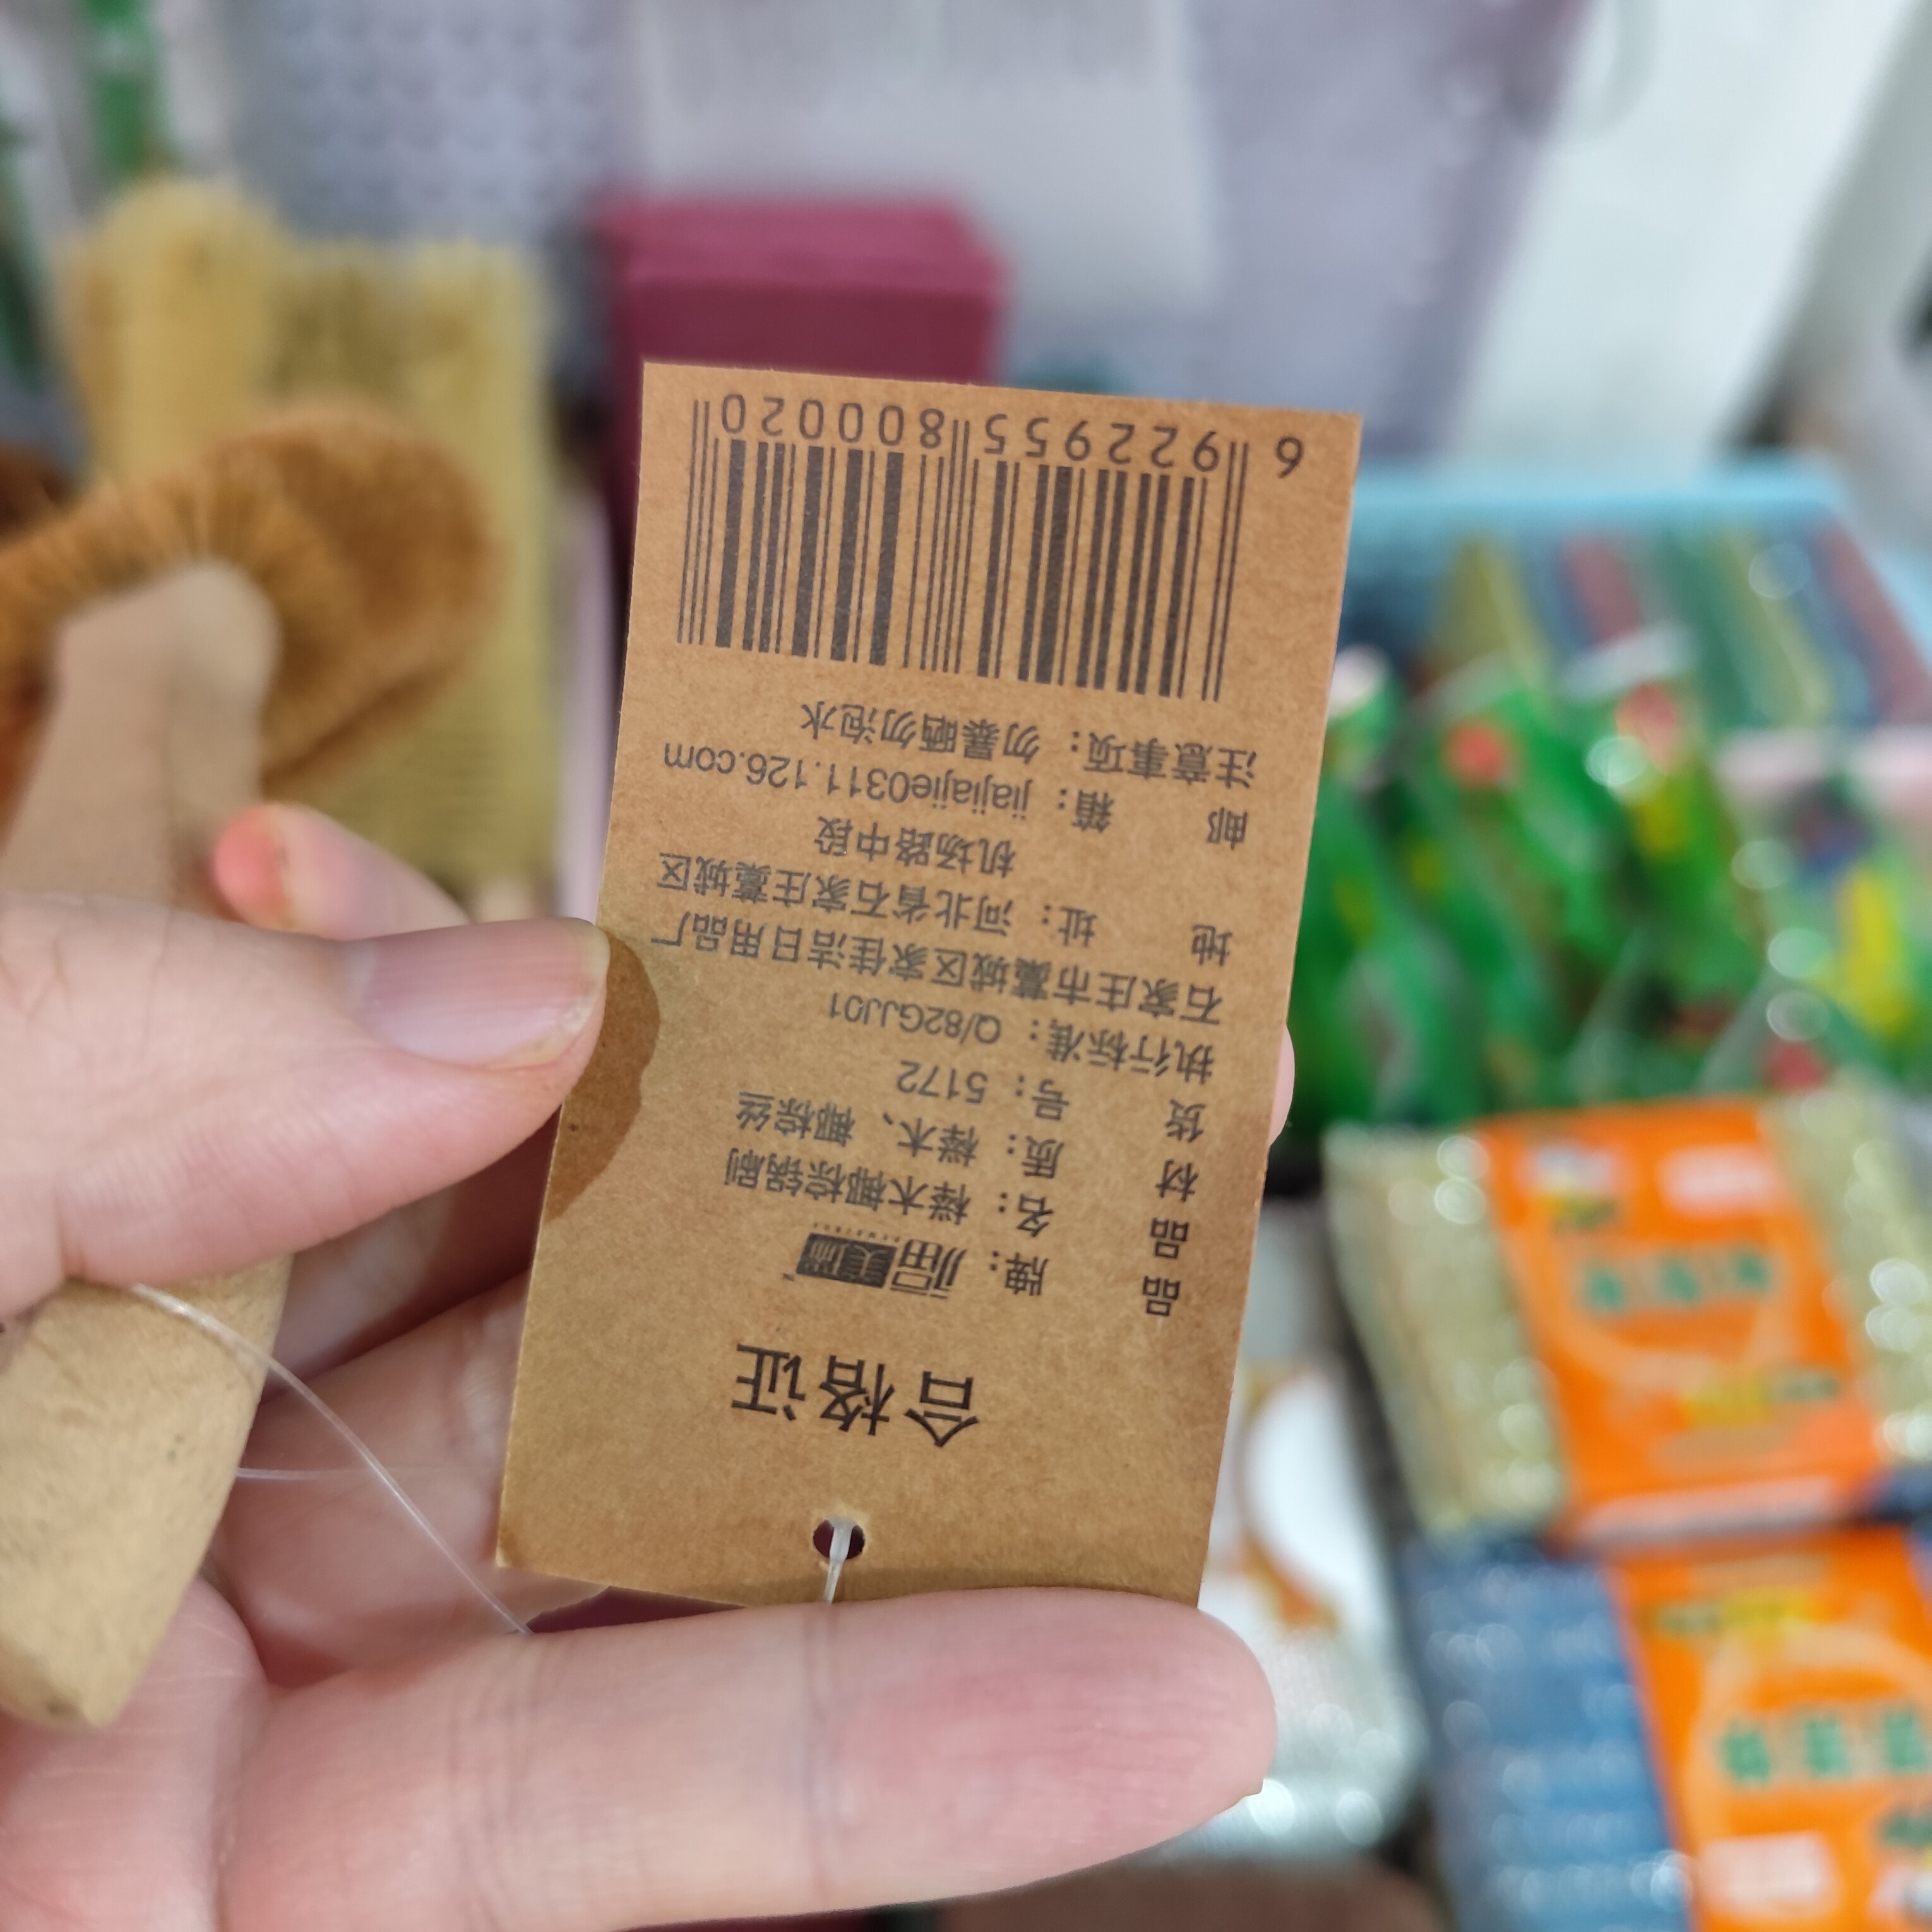 合格证
品 牌：
品 名：榉木椰棕锅刷
材 质：榉木、椰棕丝
货 号：5172
执行标准：Q/82GJJ01
石家庄市藁城区家佳洁日用品厂
地 址：河北省石家庄藁城区
机场路中段
邮 箱：jiajiajie0311.126.com
注意事项：勿暴晒勿泡水
6 922955 800020